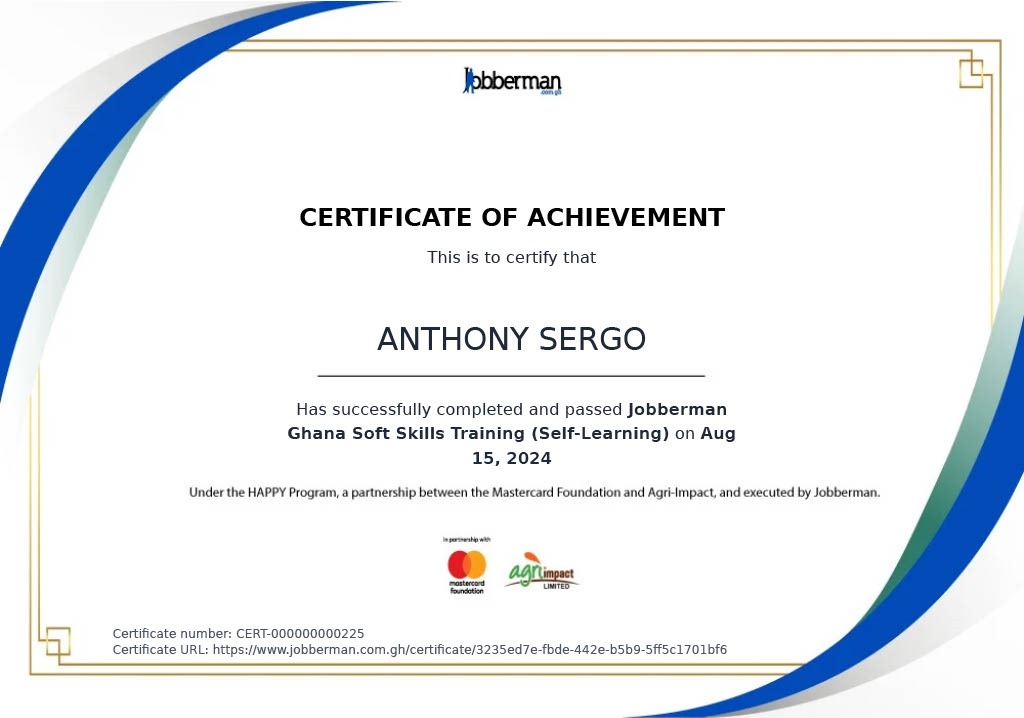 Jobberman
.com.gh
CERTIFICATE OF ACHIEVEMENT
This is to certify that
ANTHONY SERGO
Has successfully completed and passed Jobberman
Ghana Soft Skills Training (Self-Learning) on Aug
15, 2024
Under the HAPPY Program, a partnership between the Mastercard Foundation and Agri-Impact, and executed by Jobberman.
In partnership with
mastercard
foundation
agri impact
LIMITED
Certificate number: CERT-000000000225
Certificate URL: https://www.jobberman.com.gh/certificate/3235ed7e-fbde-442e-b5b9-5ff5c1701bf6